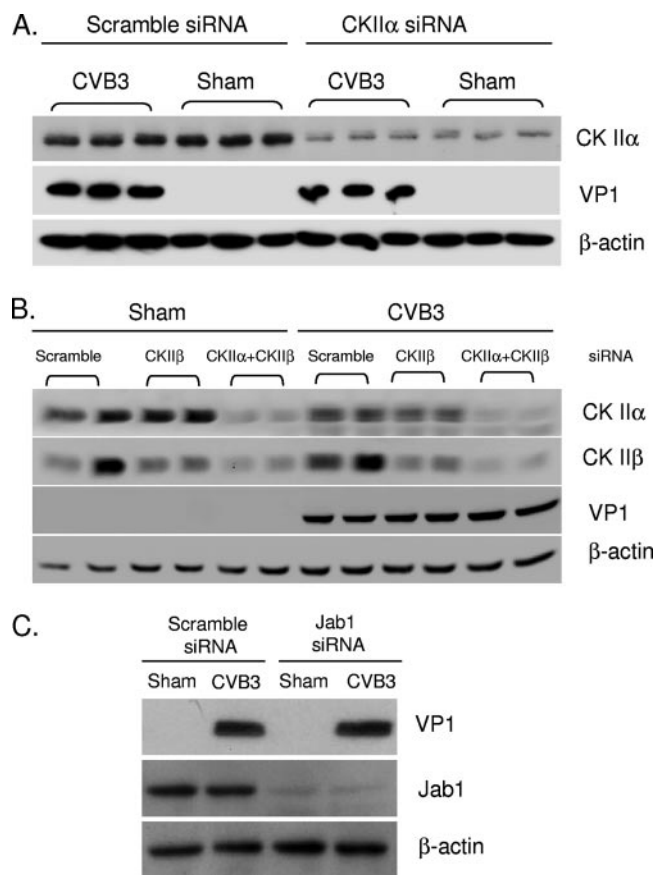 A.
Scramble siRNA CKIIα siRNA
CVB3 Sham CVB3 Sham
CK IIα
VP1
β-actin
B.
Sham CVB3
Scramble CKIIβ CKIIα+CKIIβ Scramble CKIIβ CKIIα+CKIIβ siRNA
CK IIα
CK IIβ
VP1
β-actin
C.
Scramble siRNA
Jab1 siRNA
Sham CVB3 Sham CVB3
VP1
Jab1
β-actin